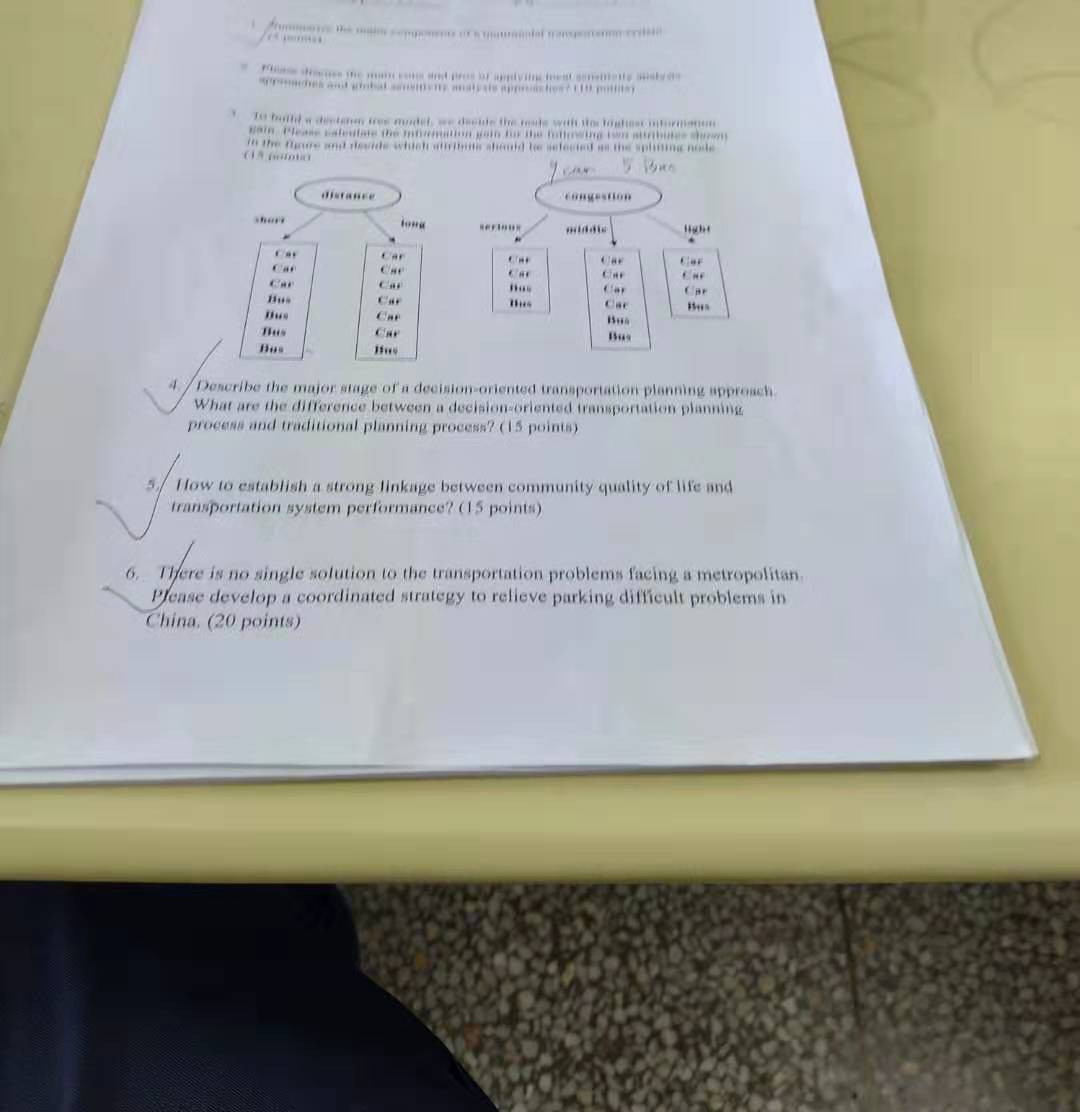 1. Summarize the major components of a multimodal transportation system.
(15 points)
2. Please discuss the main cons and pros of applying local sensitivity analysis
approaches and global sensitivity analysis approaches? (10 points)
3. To build a decision tree model, we decide the node with the highest information
gain. Please calculate the information gain for the following two attributes shown
in the figure and decide which attribute should be selected as the splitting node.
(15 points)
9 car 5 Bus
distance
short
long
Car
Car
Car
Bus
Bus
Bus
Bus
Car
Car
Car
Car
Car
Car
Bus
congestion
serious
middle
light
Car
Car
Bus
Bus
Car
Car
Car
Car
Bus
Bus
Car
Car
Car
Bus
4. Describe the major stage of a decision-oriented transportation planning approach.
What are the difference between a decision-oriented transportation planning
process and traditional planning process? (15 points)
5. How to establish a strong linkage between community quality of life and
transportation system performance? (15 points)
6. There is no single solution to the transportation problems facing a metropolitan.
Please develop a coordinated strategy to relieve parking difficult problems in
China. (20 points)